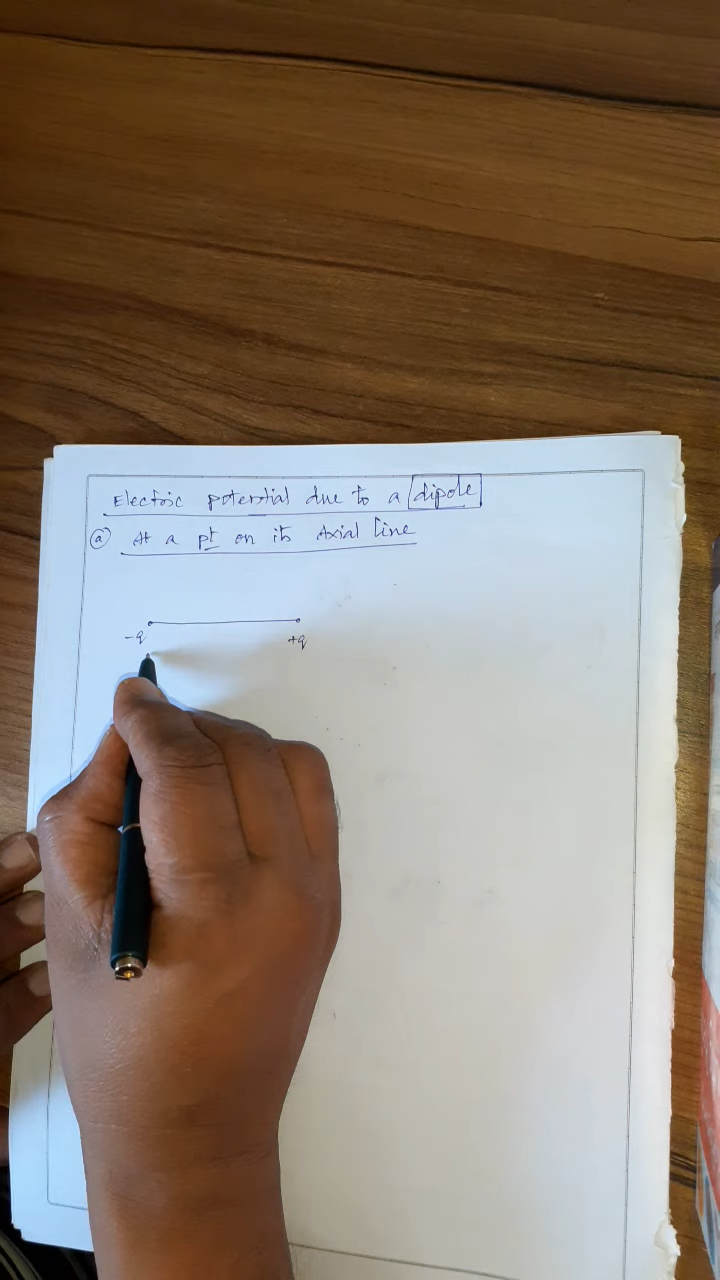 Electric potential due to a dipole
(a) At a pt on its Axial line
-q +q